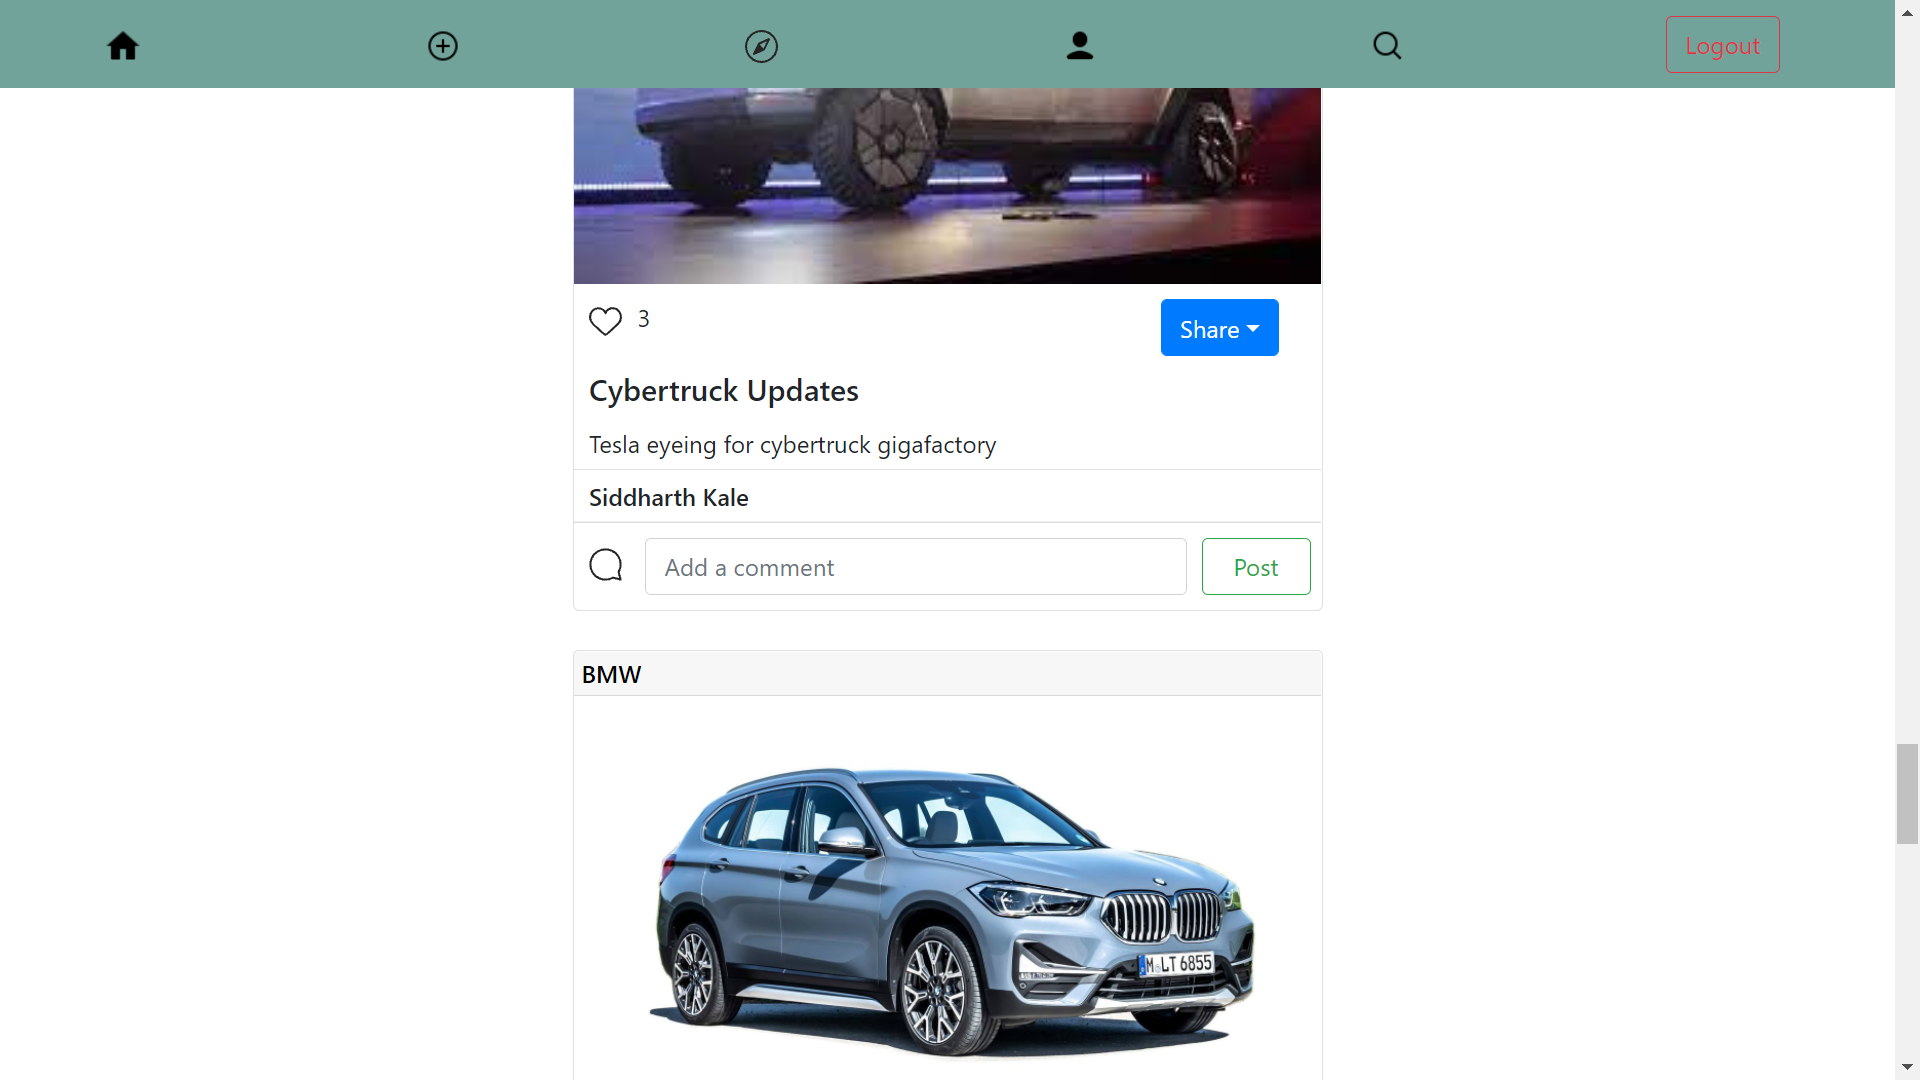 Logout
3
Share
Cybertruck Updates
Tesla eyeing for cybertruck gigafactory
Siddharth Kale
Add a comment
Post
BMW
M LT 6855